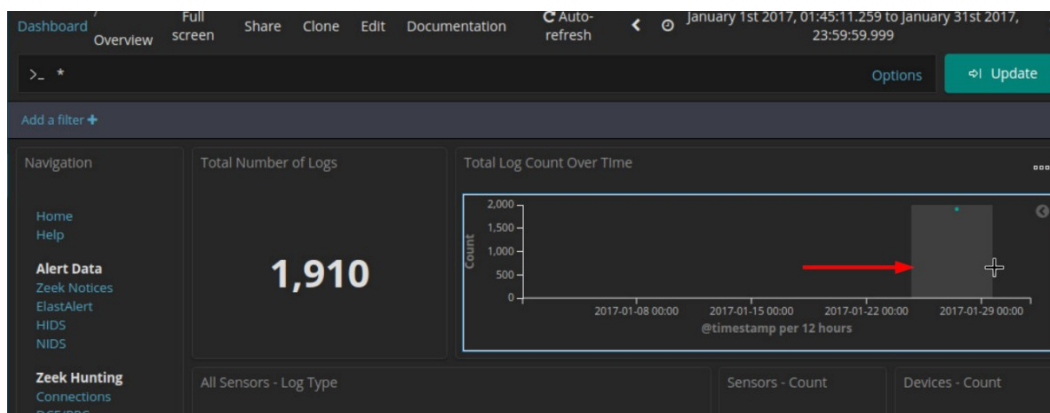 Dashboard / Overview
Full screen
Share
Clone
Edit
Documentation
Auto-refresh
January 1st 2017, 01:45:11.259 to January 31st 2017, 23:59:59.999
>_ *
Options
Update
Add a filter +
Navigation
Home
Help
Alert Data
Zeek Notices
ElastAlert
HIDS
NIDS
Zeek Hunting
Connections
Total Number of Logs
1,910
Total Log Count Over TIme
Count
2,000
1,500
1,000
500
0
2017-01-08 00:00
2017-01-15 00:00
2017-01-22 00:00
2017-01-29 00:00
@timestamp per 12 hours
All Sensors - Log Type
Sensors - Count
Devices - Count